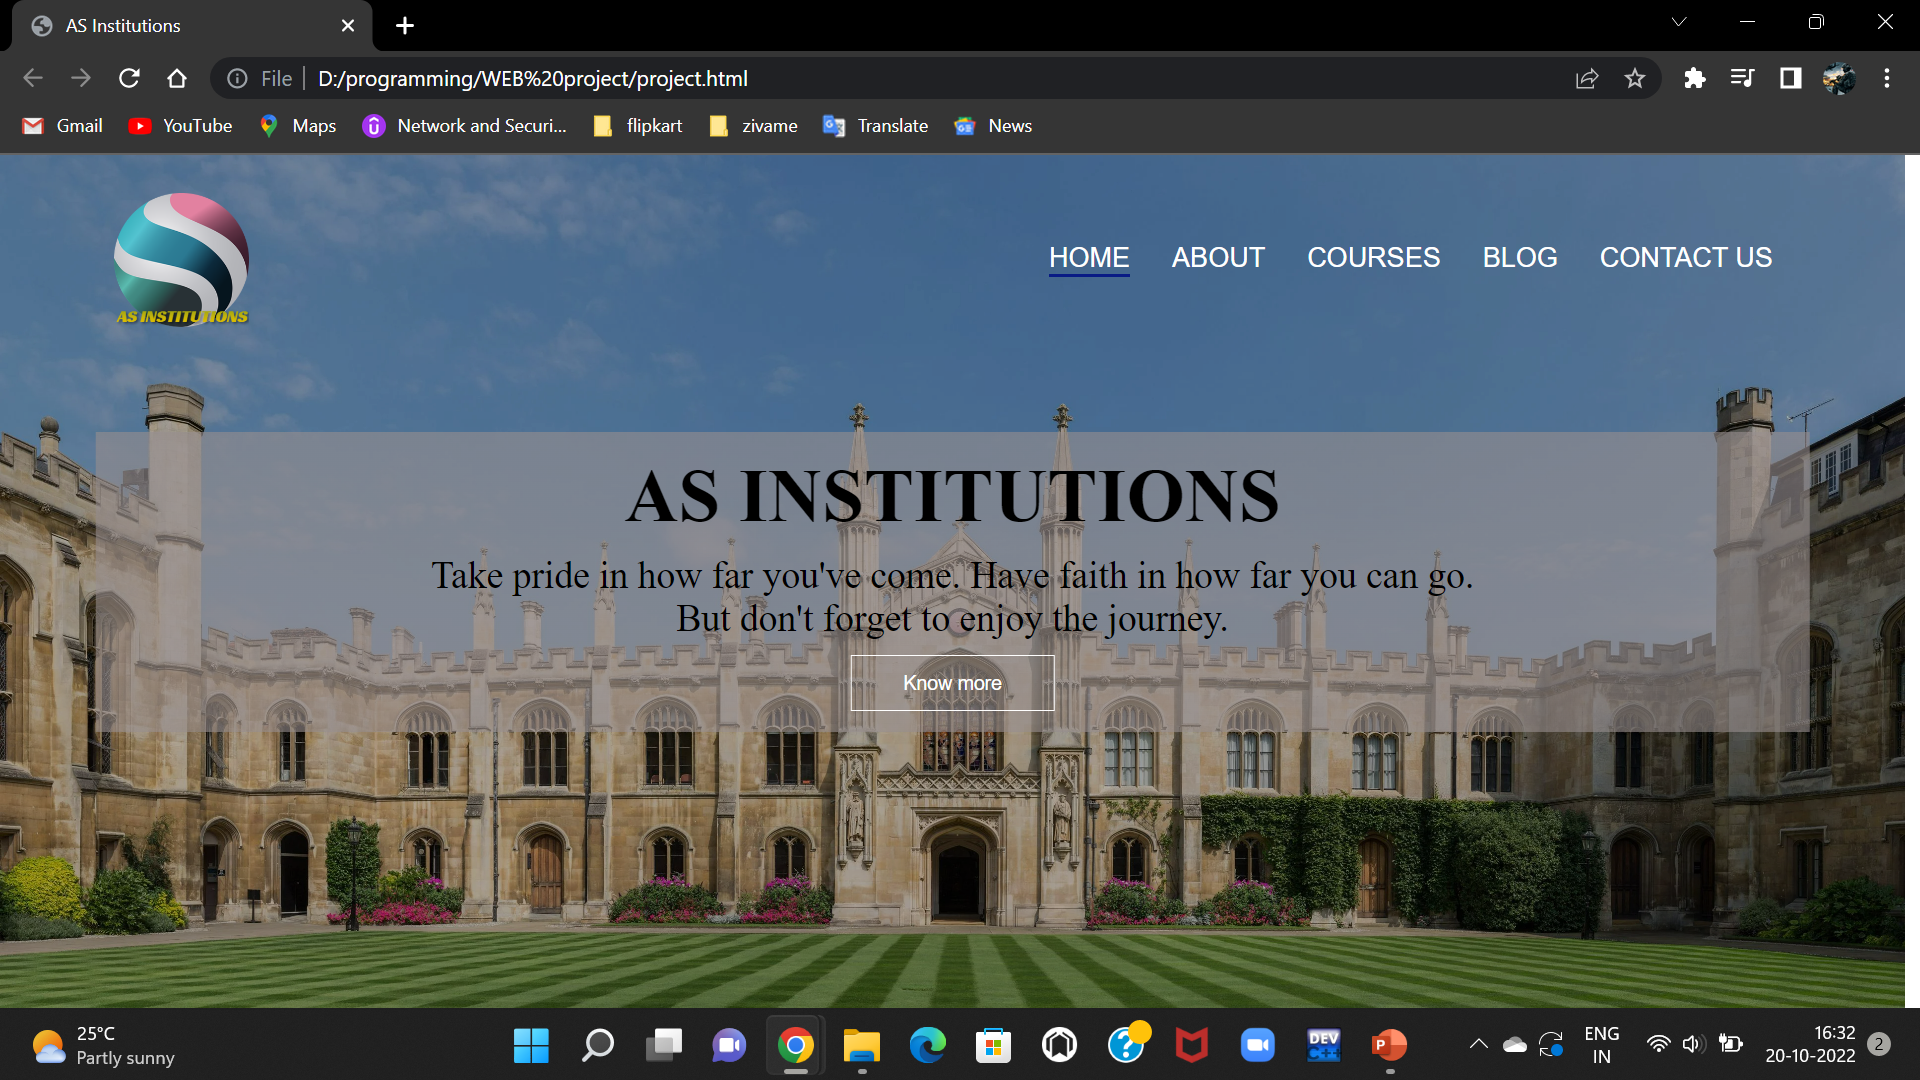 AS Institutions
File
D:/programming/WEB%20project/project.html
Gmail YouTube Maps Network and Securi... flipkart zivame Translate News
AS INSTITUTIONS
HOME ABOUT COURSES BLOG CONTACT US
AS INSTITUTIONS
Take pride in how far you've come. Have faith in how far you can go.
But don't forget to enjoy the journey.
Know more
25°C
Partly sunny
DEV
C++
P
ENG
IN
16:32
20-10-2022
2